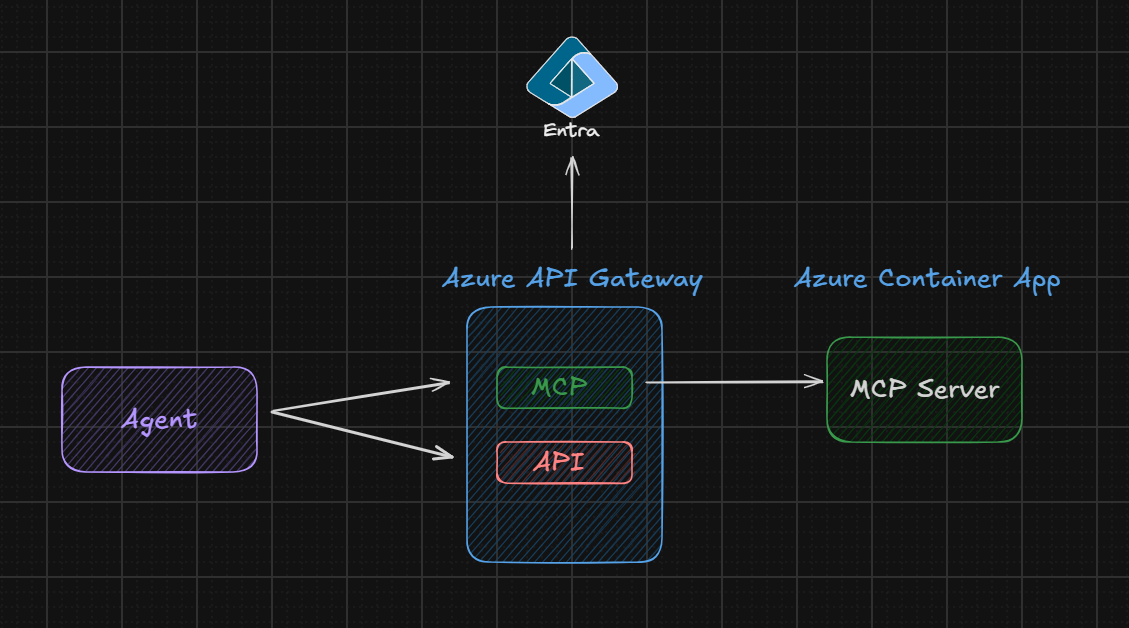 Entra
Azure API Gateway
Azure Container App
MCP
MCP Server
Agent
API